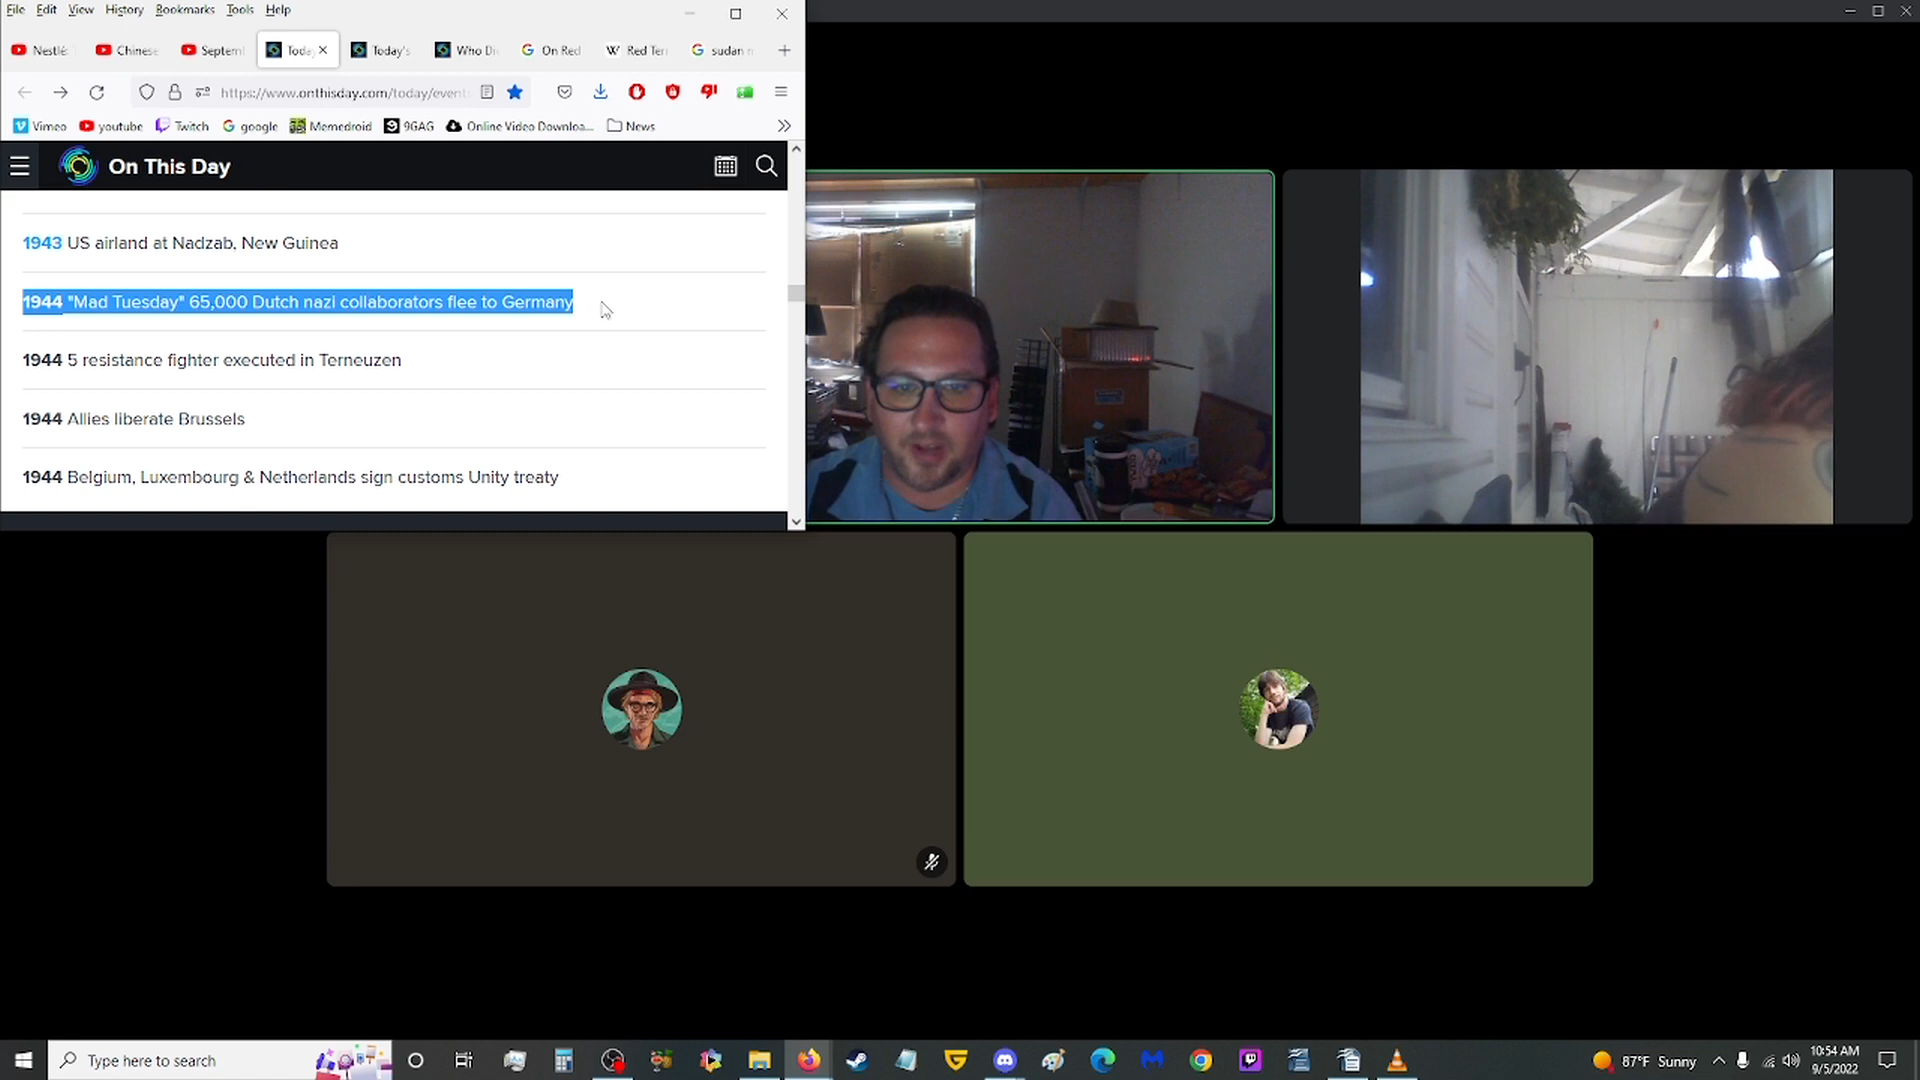 File Edit View History Bookmarks Tools Help
Nestlé Chinese Septem Today Today's Who Di On Red Red Ter sudan
https://www.onthisday.com/today/event
Vimeo youtube Twitch google Memedroid 9GAG Online Video Downloa... News
On This Day
1943 US airland at Nadzab, New Guinea
1944 "Mad Tuesday" 65,000 Dutch nazi collaborators flee to Germany
1944 5 resistance fighter executed in Terneuzen
1944 Allies liberate Brussels
1944 Belgium, Luxembourg & Netherlands sign customs Unity treaty
Type here to search
87°F Sunny
10:54 AM
9/5/2022